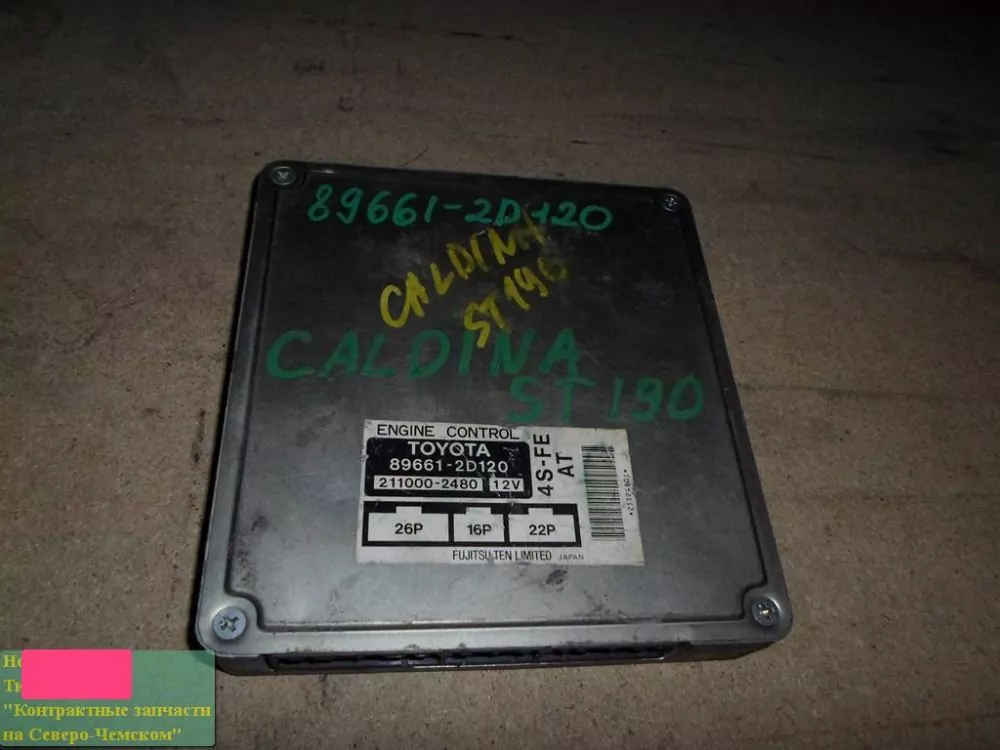 89661-2D120
CALDINA
ST190
CALDINA
ST190
ENGINE CONTROL
TOYOTA
89661-2D120
211000-2480 12V
4S-FE
AT
26P 16P 22P
FUJITSU TEN LIMITED JAPAN
"Контрактные запчасти
на Северо-Чемском"